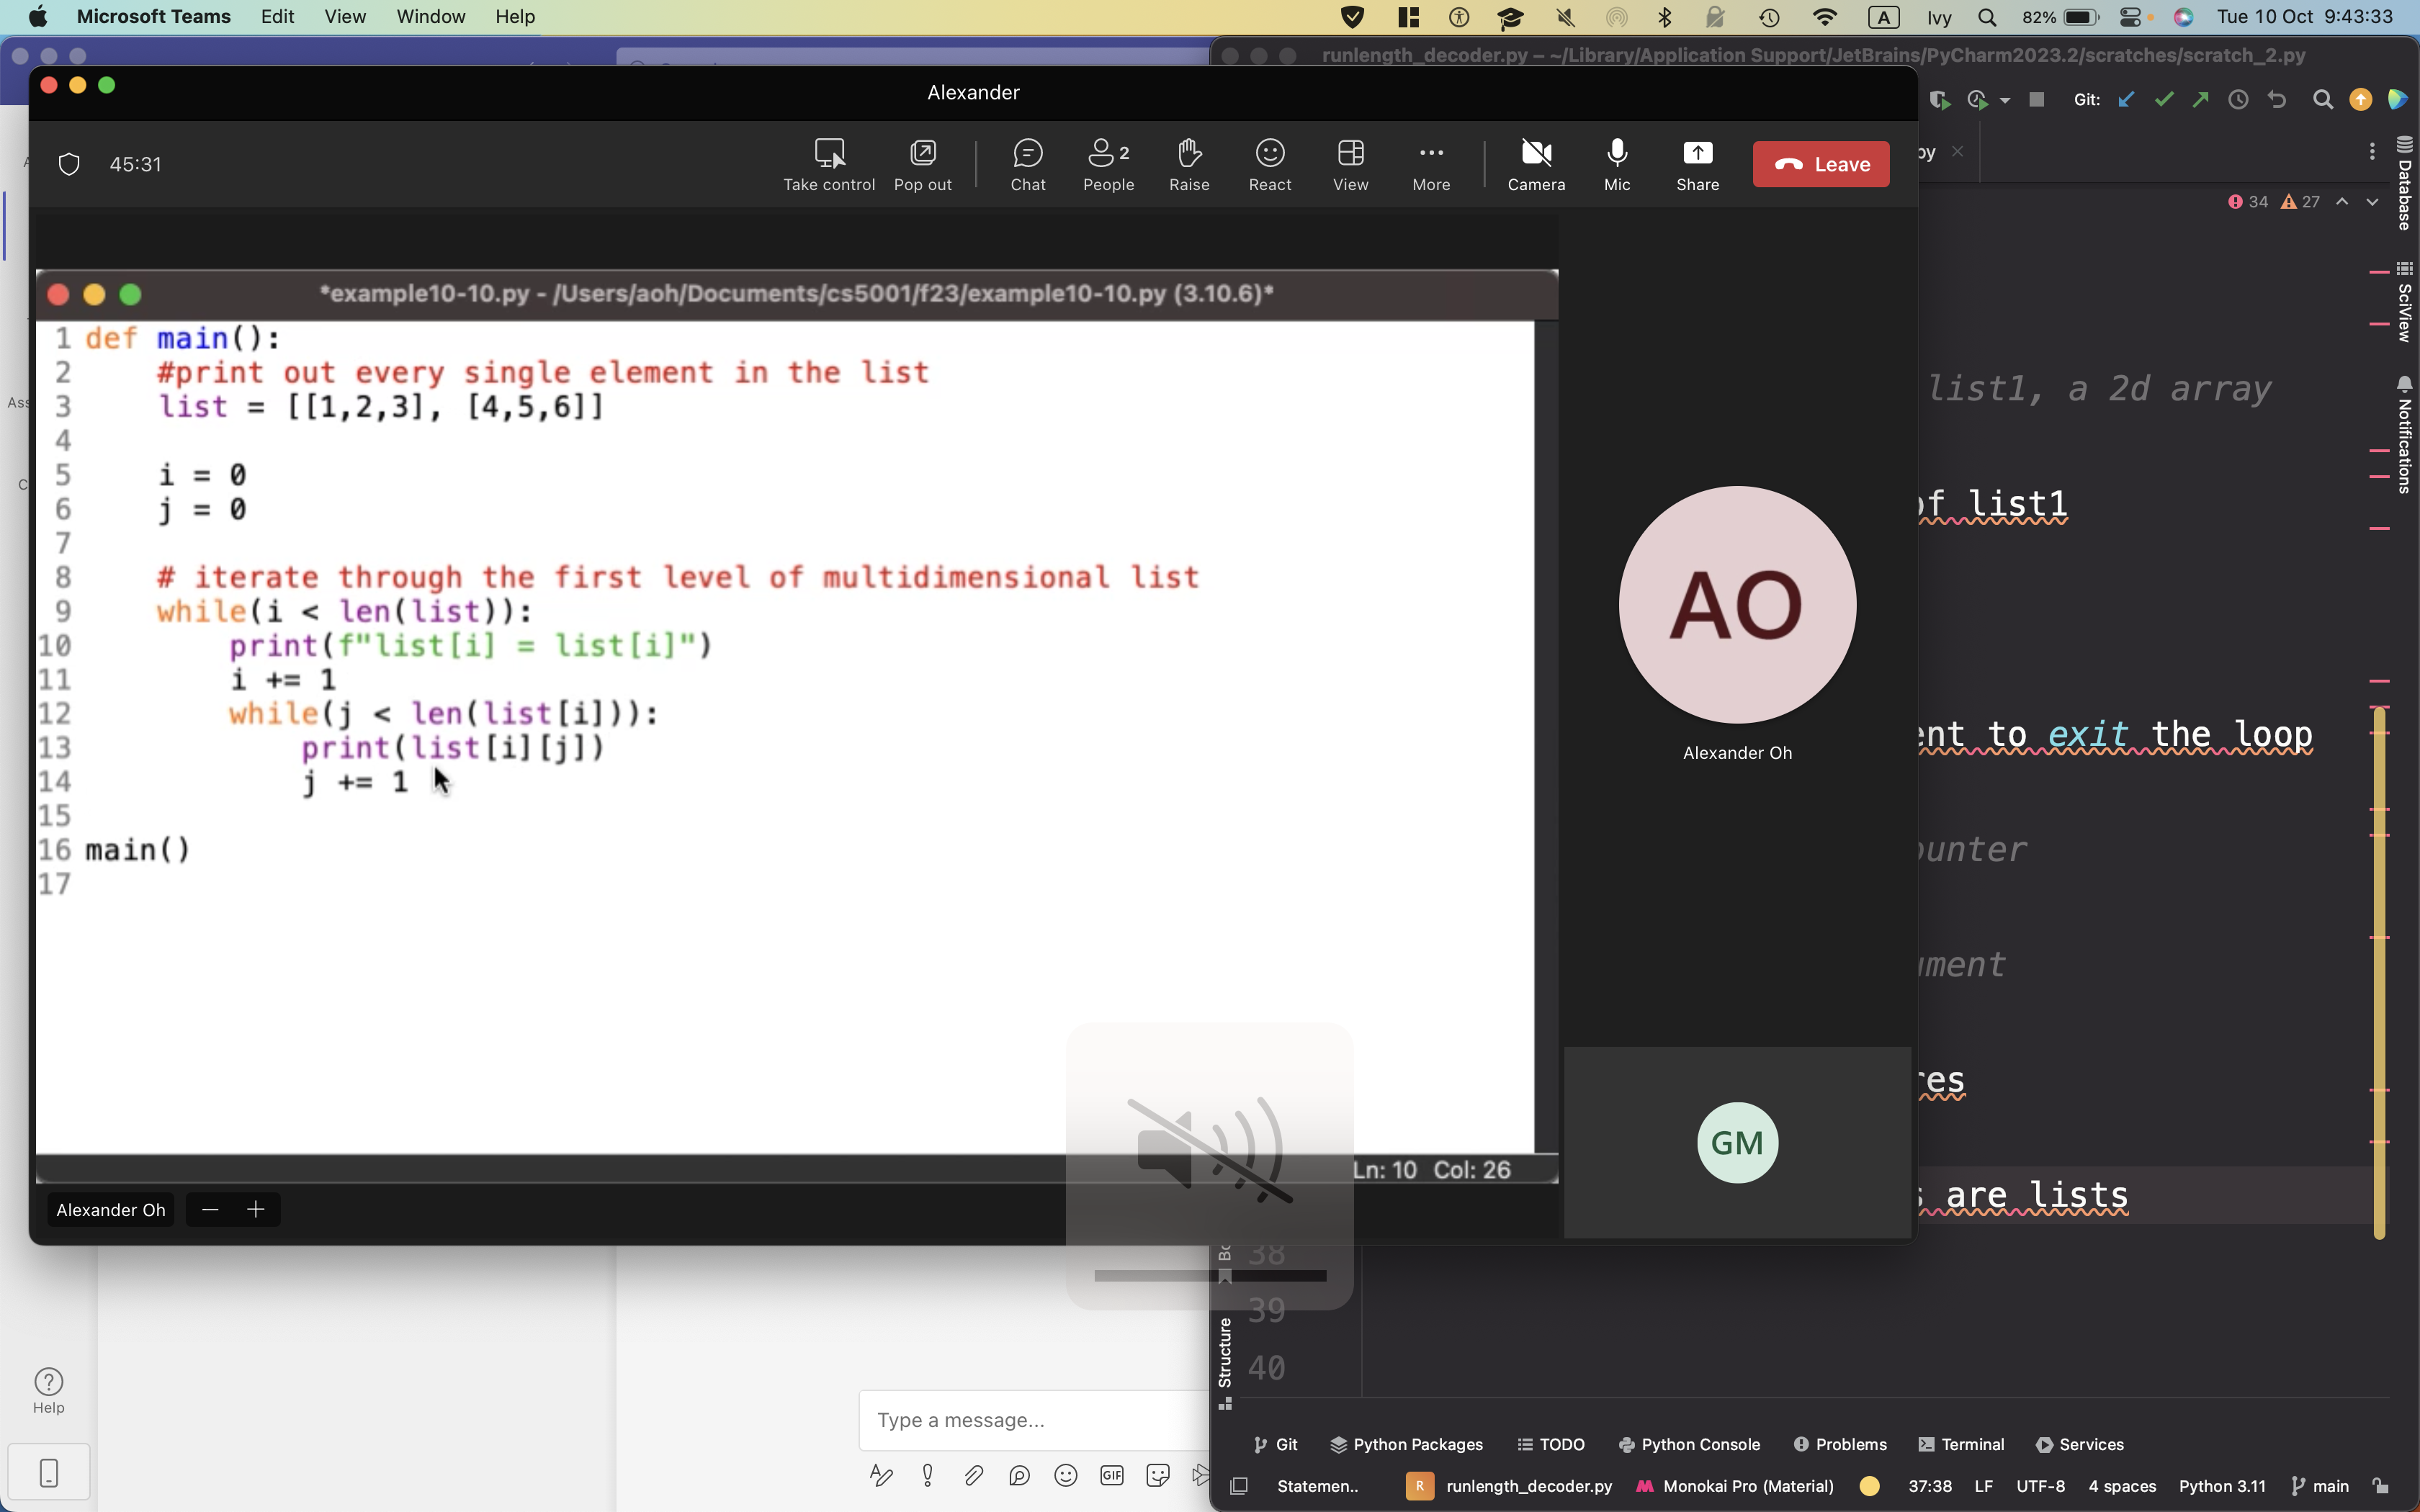 Microsoft Teams Edit View Window Help
A Ivy 82% Tue 10 Oct 9:43:33
runlength_decoder.py – ~/Library/Application Support/JetBrains/PyCharm2023.2/scratches/scratch_2.py
Alexander
Git:
45:31
Take control Pop out Chat People 2 Raise React View More Camera Mic Share Leave
py
34 27
Database
SciView
Notifications
*example10-10.py - /Users/aoh/Documents/cs5001/f23/example10-10.py (3.10.6)*
1 def main():
2 #print out every single element in the list
3 list = [[1,2,3], [4,5,6]]
4
5 i = 0
6 j = 0
7
8 # iterate through the first level of multidimensional list
9 while(i < len(list)):
10 print(f"list[i] = list[i]")
11 i += 1
12 while(j < len(list[i])):
13 print(list[i][j])
14 j += 1
15
16 main()
17
list1, a 2d array
of list1
to exit the loop
are lists
AO
Alexander Oh
GM
Ln: 10 Col: 26
Alexander Oh
38
39
40
Structure
Help
Type a message...
GIF
Git Python Packages TODO Python Console Problems Terminal Services
Statemen.. R runlength_decoder.py Monokai Pro (Material) 37:38 LF UTF-8 4 spaces Python 3.11 main